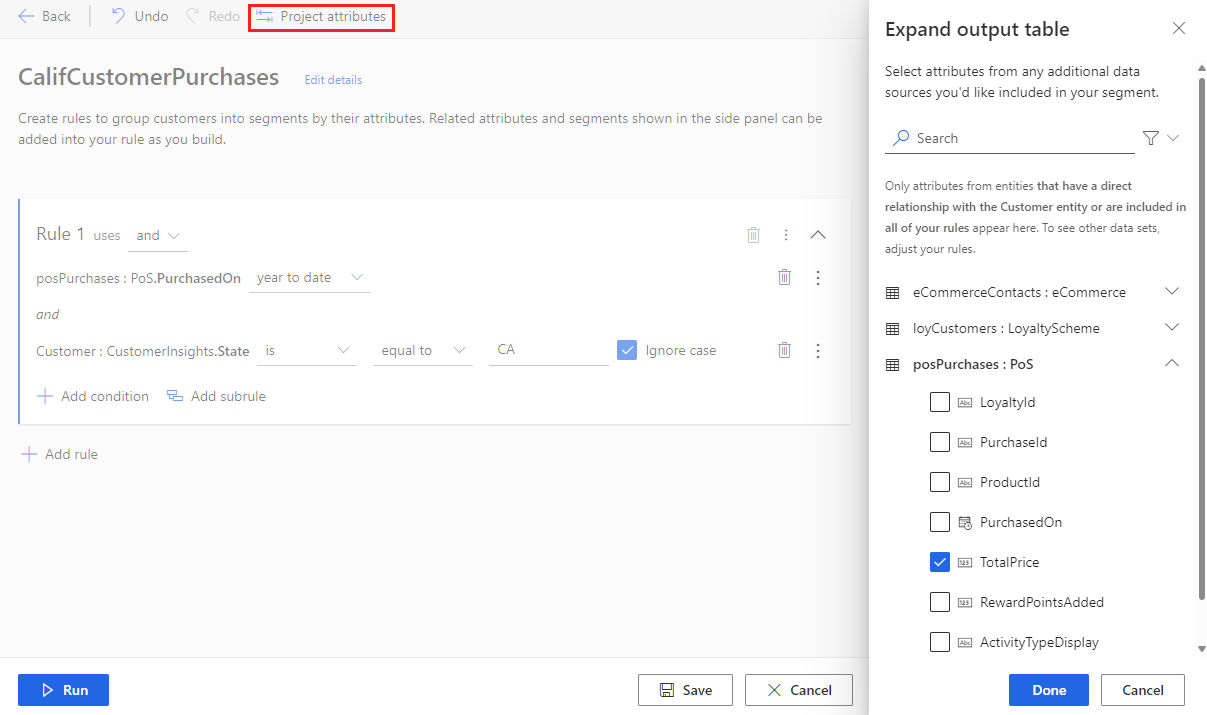 Back
Undo
Redo
Project attributes
CalifCustomerPurchases
Edit details
Create rules to group customers into segments by their attributes. Related attributes and segments shown in the side panel can be
added into your rule as you build.
Rule 1 uses and
posPurchases : PoS.PurchasedOn year to date
and
Customer : CustomerInsights.State is equal to CA Ignore case
Add condition Add subrule
Add rule
Run
Save
Cancel
Expand output table
Select attributes from any additional data
sources you'd like included in your segment.
Search
Only attributes from entities that have a direct
relationship with the Customer entity or are included in
all of your rules appear here. To see other data sets,
adjust your rules.
eCommerceContacts : eCommerce
loyCustomers : LoyaltyScheme
posPurchases : PoS
Abc LoyaltyId
Abc PurchaseId
Abc ProductId
PurchasedOn
123 TotalPrice
123 RewardPointsAdded
Abc ActivityTypeDisplay
Done
Cancel